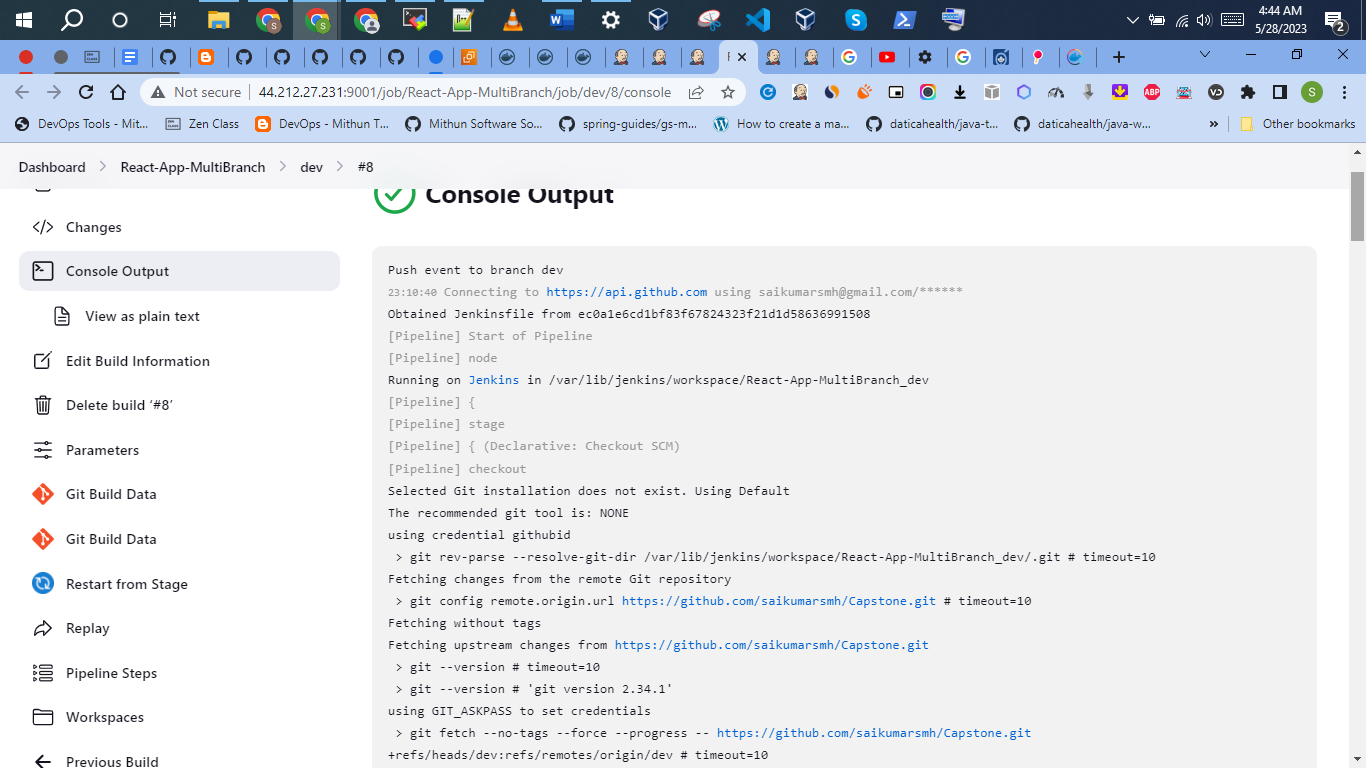 4:44 AM
5/28/2023
2
Not secure
44.212.27.231:9001/job/React-App-MultiBranch/job/dev/8/console
ABP
S
DevOps Tools - Mit...
Zen Class
DevOps - Mithun T...
Mithun Software So...
spring-guides/gs-m...
How to create a ma...
daticahealth/java-t...
daticahealth/java-w...
»
Other bookmarks
Dashboard
React-App-MultiBranch
dev
#8
Changes
Console Output
View as plain text
Edit Build Information
Delete build ‘#8’
Parameters
Git Build Data
Git Build Data
Restart from Stage
Replay
Pipeline Steps
Workspaces
Previous Build
Console Output
Push event to branch dev
23:10:40 Connecting to https://api.github.com using saikumarsmh@gmail.com/******
Obtained Jenkinsfile from ec0a1e6cd1bf83f67824323f21d1d58636991508
[Pipeline] Start of Pipeline
[Pipeline] node
Running on Jenkins in /var/lib/jenkins/workspace/React-App-MultiBranch_dev
[Pipeline] {
[Pipeline] stage
[Pipeline] { (Declarative: Checkout SCM)
[Pipeline] checkout
Selected Git installation does not exist. Using Default
The recommended git tool is: NONE
using credential githubid
> git rev-parse --resolve-git-dir /var/lib/jenkins/workspace/React-App-MultiBranch_dev/.git # timeout=10
Fetching changes from the remote Git repository
> git config remote.origin.url https://github.com/saikumarsmh/Capstone.git # timeout=10
Fetching without tags
Fetching upstream changes from https://github.com/saikumarsmh/Capstone.git
> git --version # timeout=10
> git --version # 'git version 2.34.1'
using GIT_ASKPASS to set credentials
> git fetch --no-tags --force --progress -- https://github.com/saikumarsmh/Capstone.git
+refs/heads/dev:refs/remotes/origin/dev # timeout=10